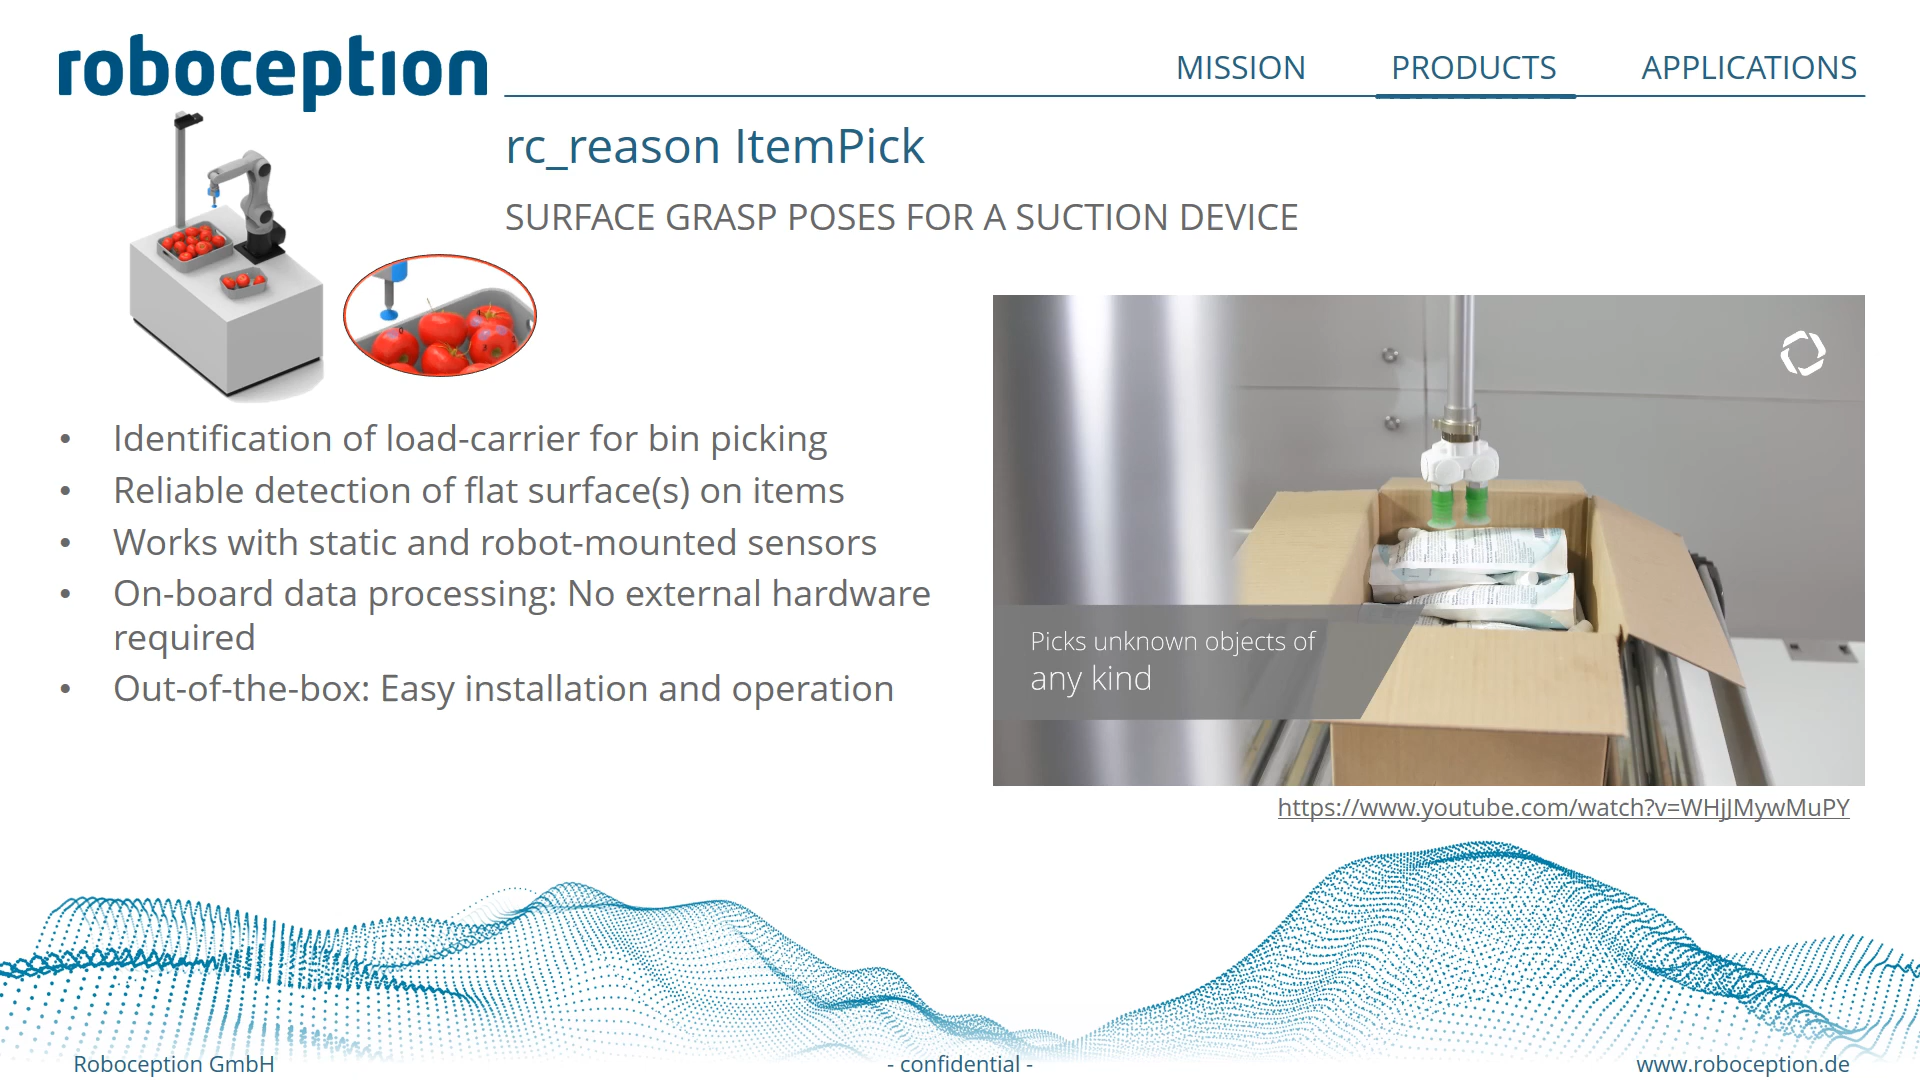 roboception
MISSION
PRODUCTS
APPLICATIONS
rc_reason ItemPick
SURFACE GRASP POSES FOR A SUCTION DEVICE
• Identification of load-carrier for bin picking
• Reliable detection of flat surface(s) on items
• Works with static and robot-mounted sensors
• On-board data processing: No external hardware
required
• Out-of-the-box: Easy installation and operation
Picks unknown objects of
any kind
https://www.youtube.com/watch?v=WHjJMywMuPY
Roboception GmbH
- confidential -
www.roboception.de